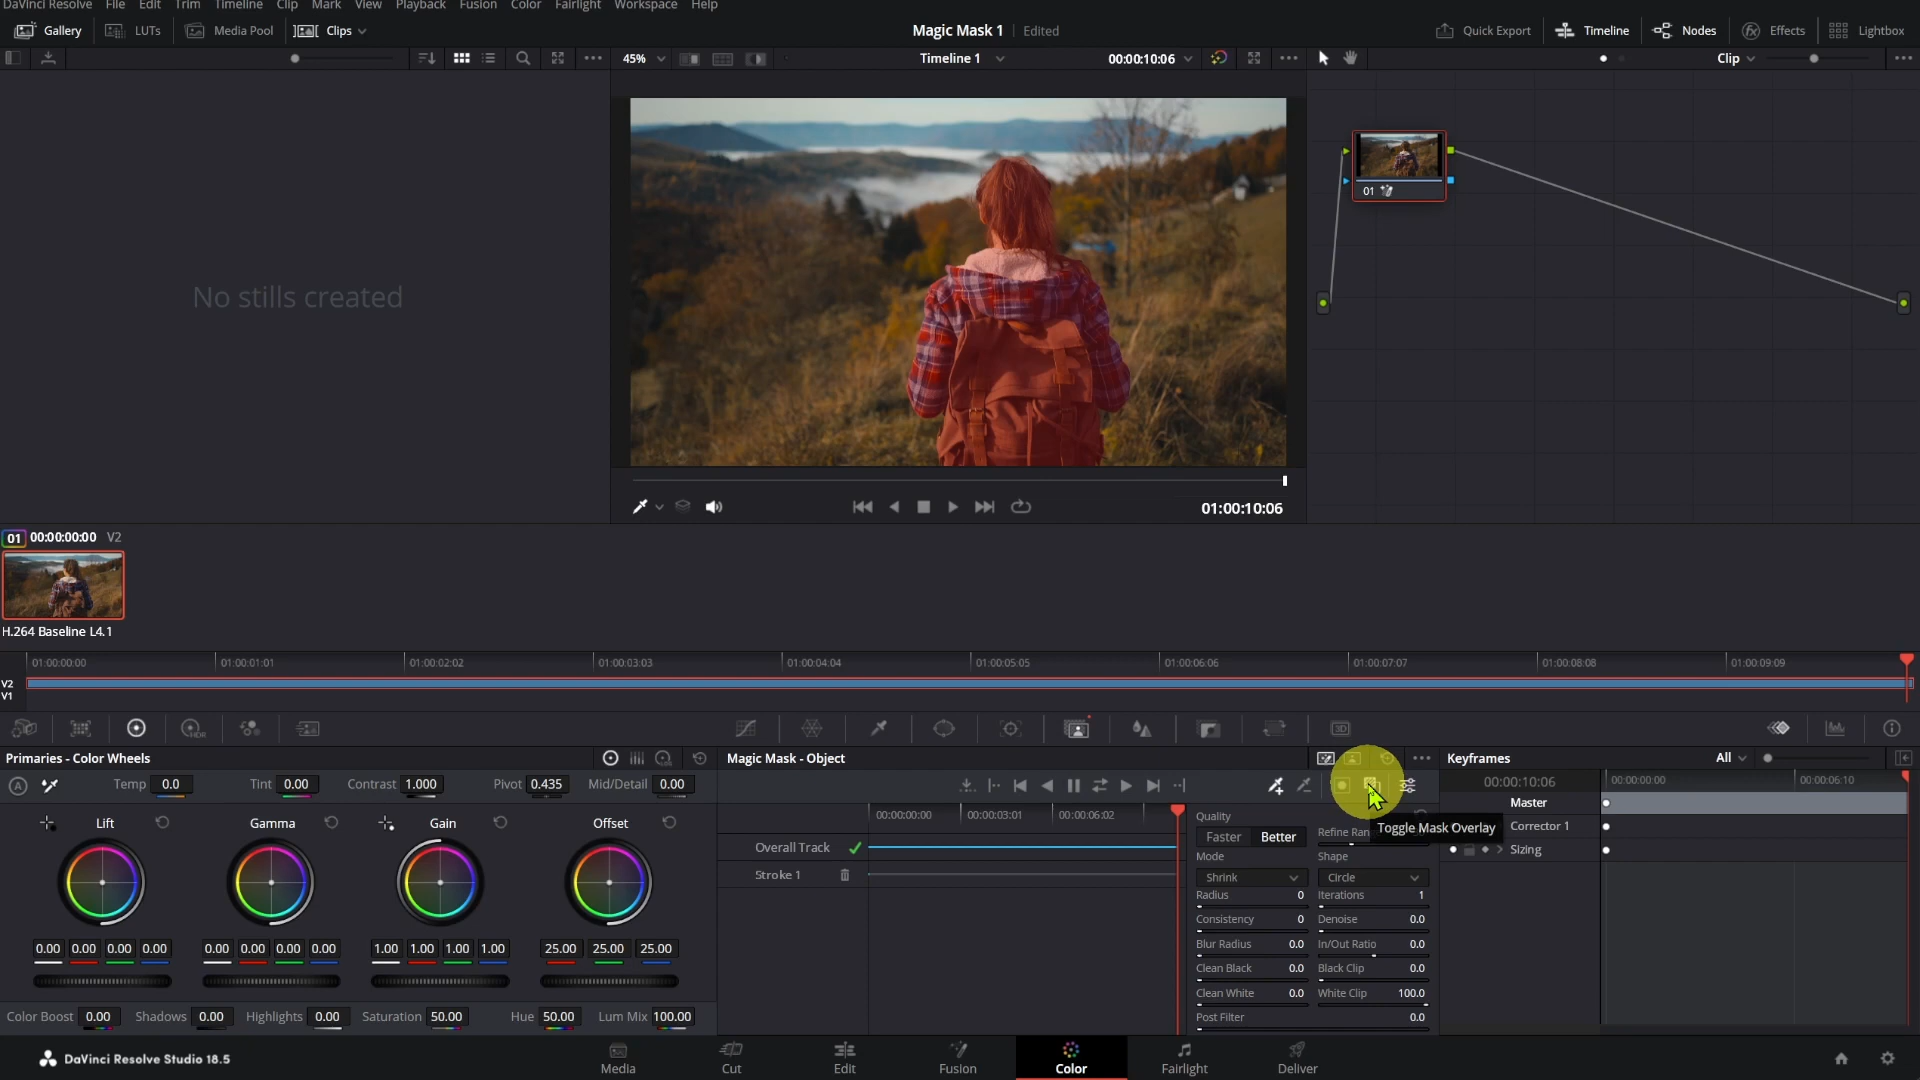 DaVinci Resolve File Edit Trim Timeline Clip Mark View Playback Fusion Color Fairlight Workspace Help
Gallery LUTs Media Pool Clips Magic Mask 1 Edited Quick Export Timeline Nodes Effects Lightbox
45% Timeline 1 00:00:10:06 Clip
No stills created
01
01:00:10:06
01 00:00:00:00 V2
H.264 Baseline L4.1
01:00:00:00 01:00:01:01 01:00:02:02 01:00:03:03 01:00:04:04 01:00:05:05 01:00:06:06 01:00:07:07 01:00:08:08 01:00:09:09
V2
V1
HDR
3D
Primaries - Color Wheels
A Temp 0.0 Tint 0.00 Contrast 1.000 Pivot 0.435 Mid/Detail 0.00
Lift Gamma Gain Offset
0.00 0.00 0.00 0.00 0.00 0.00 0.00 0.00 1.00 1.00 1.00 1.00 25.00 25.00 25.00
Color Boost 0.00 Shadows 0.00 Highlights 0.00 Saturation 50.00 Hue 50.00 Lum Mix 100.00
Magic Mask - Object
00:00:00:00 00:00:03:01 00:00:06:02
Overall Track
Stroke 1
Quality
Faster Better Refine Ran
Mode Shape
Shrink Circle
Radius 0 Iterations 1
Consistency 0 Denoise 0.0
Blur Radius 0.0 In/Out Ratio 0.0
Clean Black 0.0 Black Clip 0.0
Clean White 0.0 White Clip 100.0
Post Filter 0.0
Toggle Mask Overlay
Keyframes All
00:00:10:06 00:00:00:00 00:00:06:10
Master
Corrector 1
Sizing
DaVinci Resolve Studio 18.5
Media Cut Edit Fusion Color Fairlight Deliver